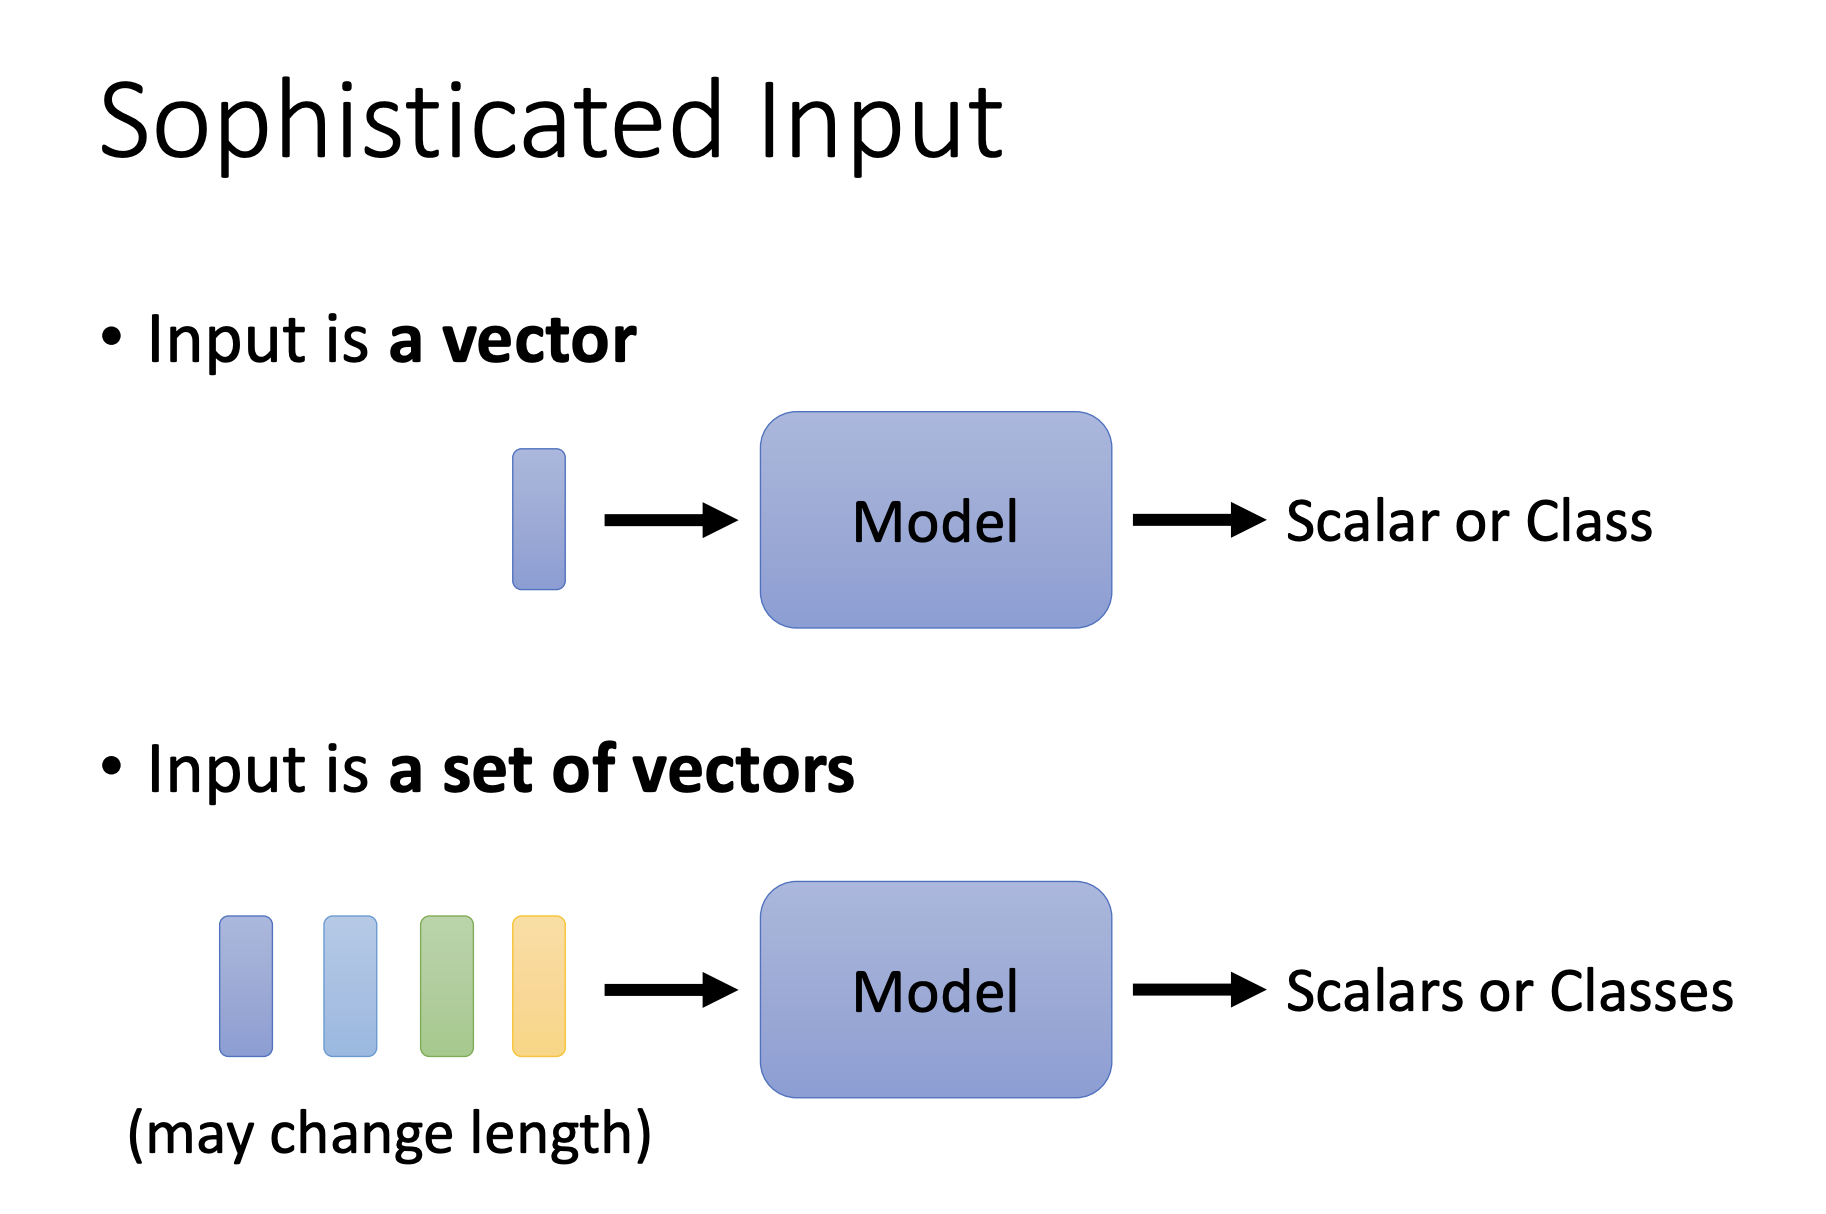 Sophisticated Input
• Input is a vector
Model
Scalar or Class
• Input is a set of vectors
Model
Scalars or Classes
(may change length)